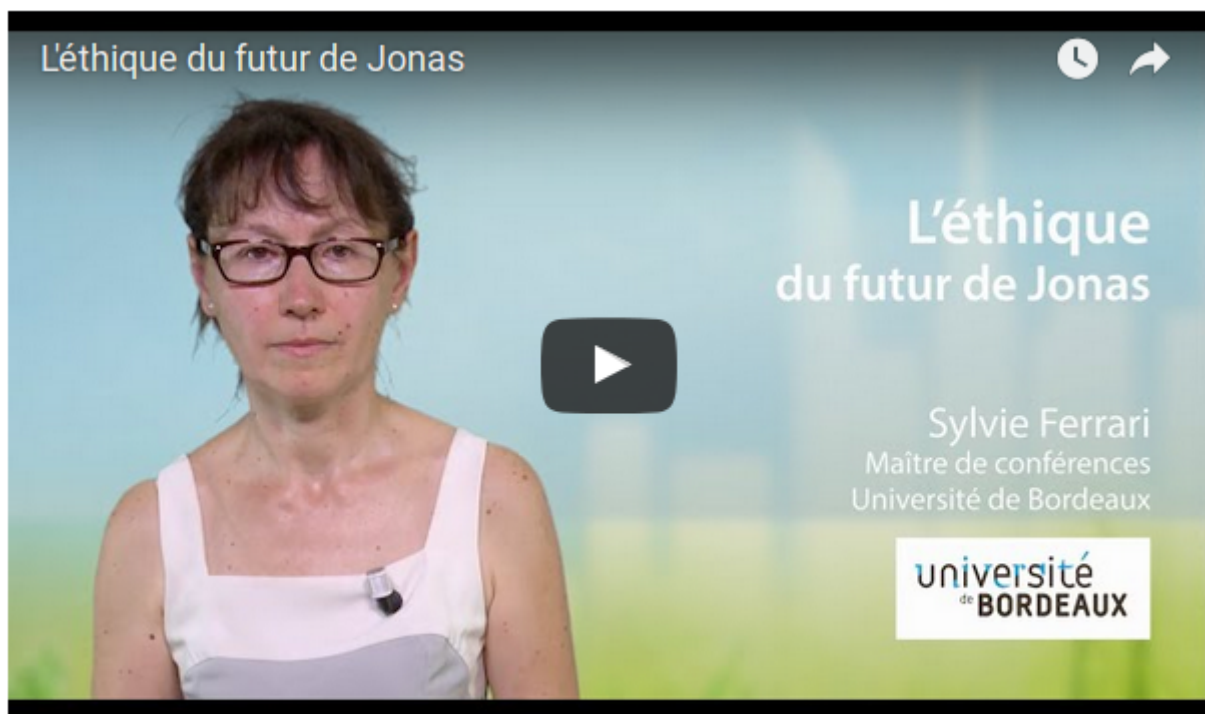 L'éthique du futur de Jonas
L'éthique
du futur de Jonas
Sylvie Ferrari
Maître de conférences
Université de Bordeaux
université
de BORDEAUX